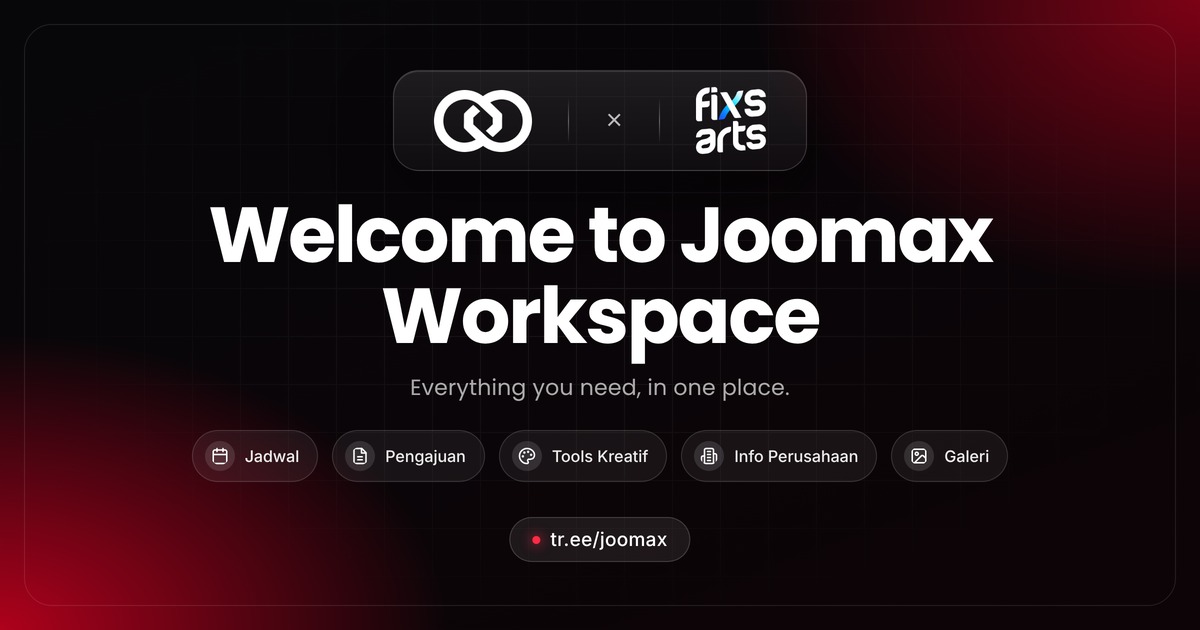 ×
fixs
arts
Welcome to Joomax
Workspace
Everything you need, in one place.
Jadwal
Pengajuan
Tools Kreatif
Info Perusahaan
Galeri
tr.ee/joomax